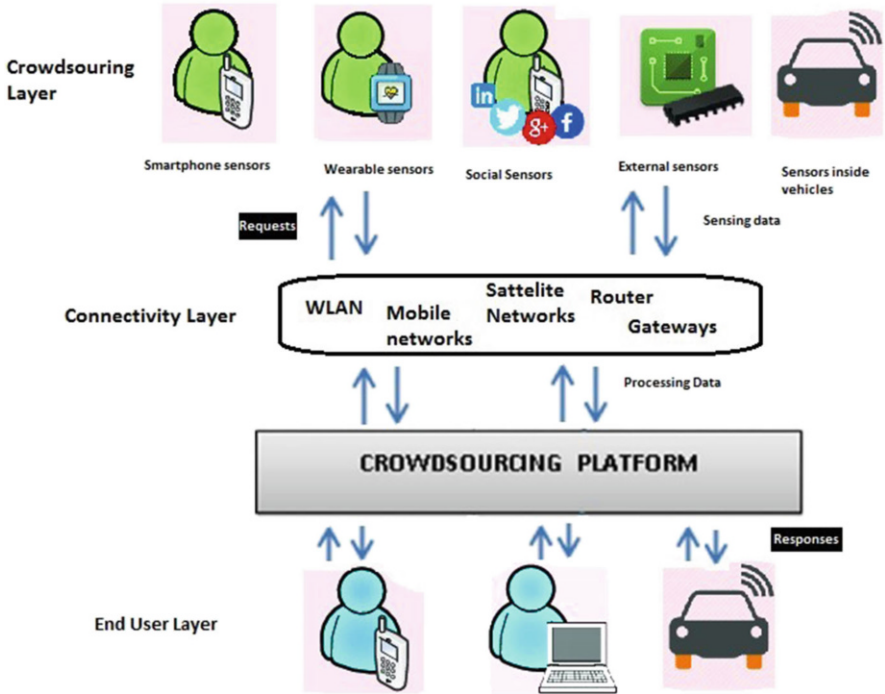 Crowdsouring
Layer
in
g+
f
Smartphone sensors
Wearable sensors
Social Sensors
External sensors
Sensors inside
vehicles
Requests
Sensing data
Connectivity Layer
WLAN
Mobile
networks
Sattelite
Networks
Router
Gateways
Processing Data
CROWDSOURCING PLATFORM
Responses
End User Layer